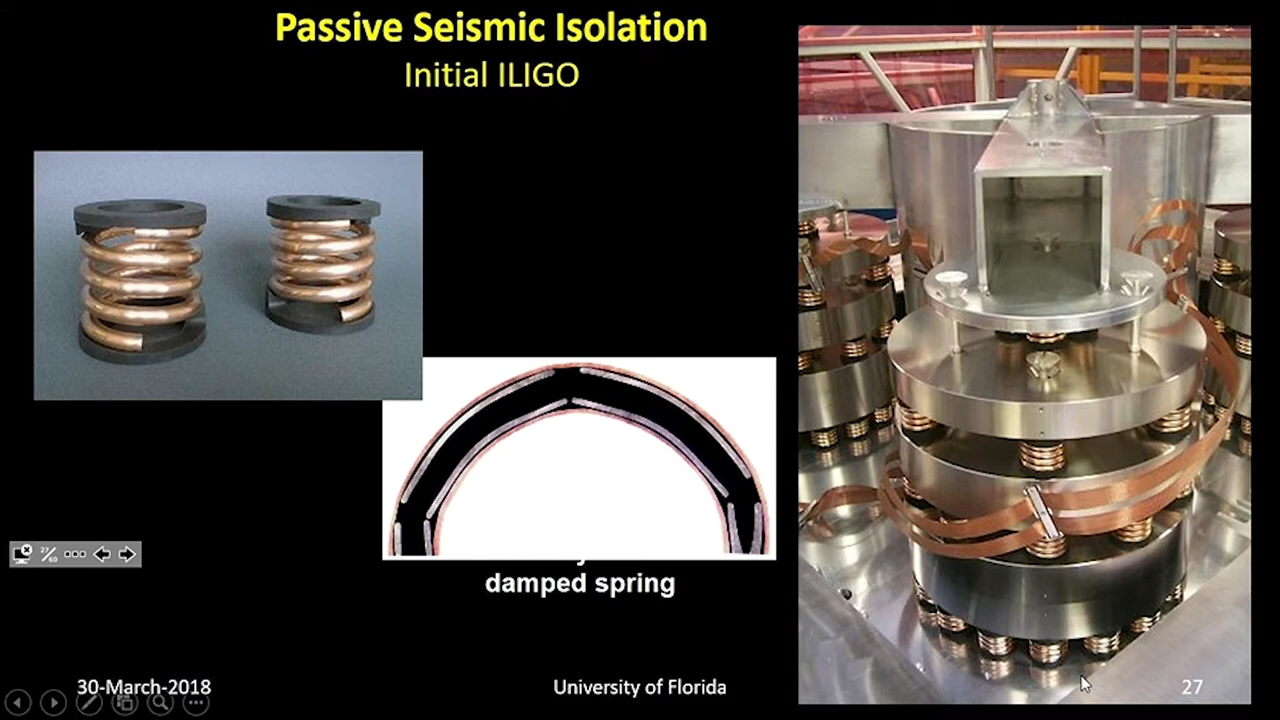 Passive Seismic Isolation
Initial ILIGO
damped spring
30-March-2018
University of Florida
27